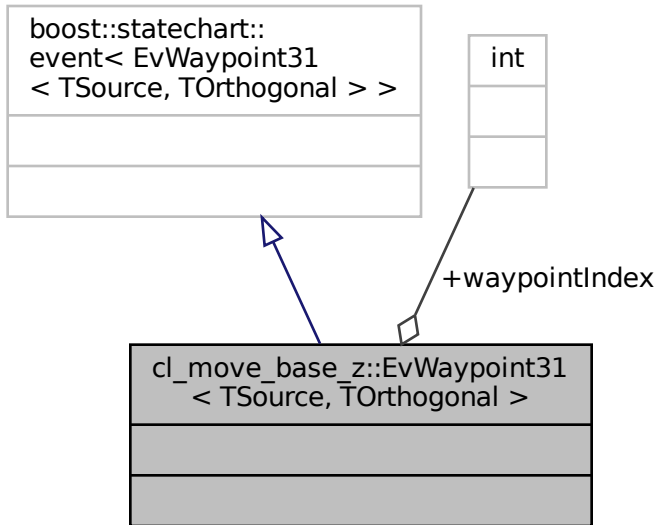 boost::statechart::
event< EvWaypoint31
< TSource, TOrthogonal > >
int
+waypointIndex
cl_move_base_z::EvWaypoint31
< TSource, TOrthogonal >